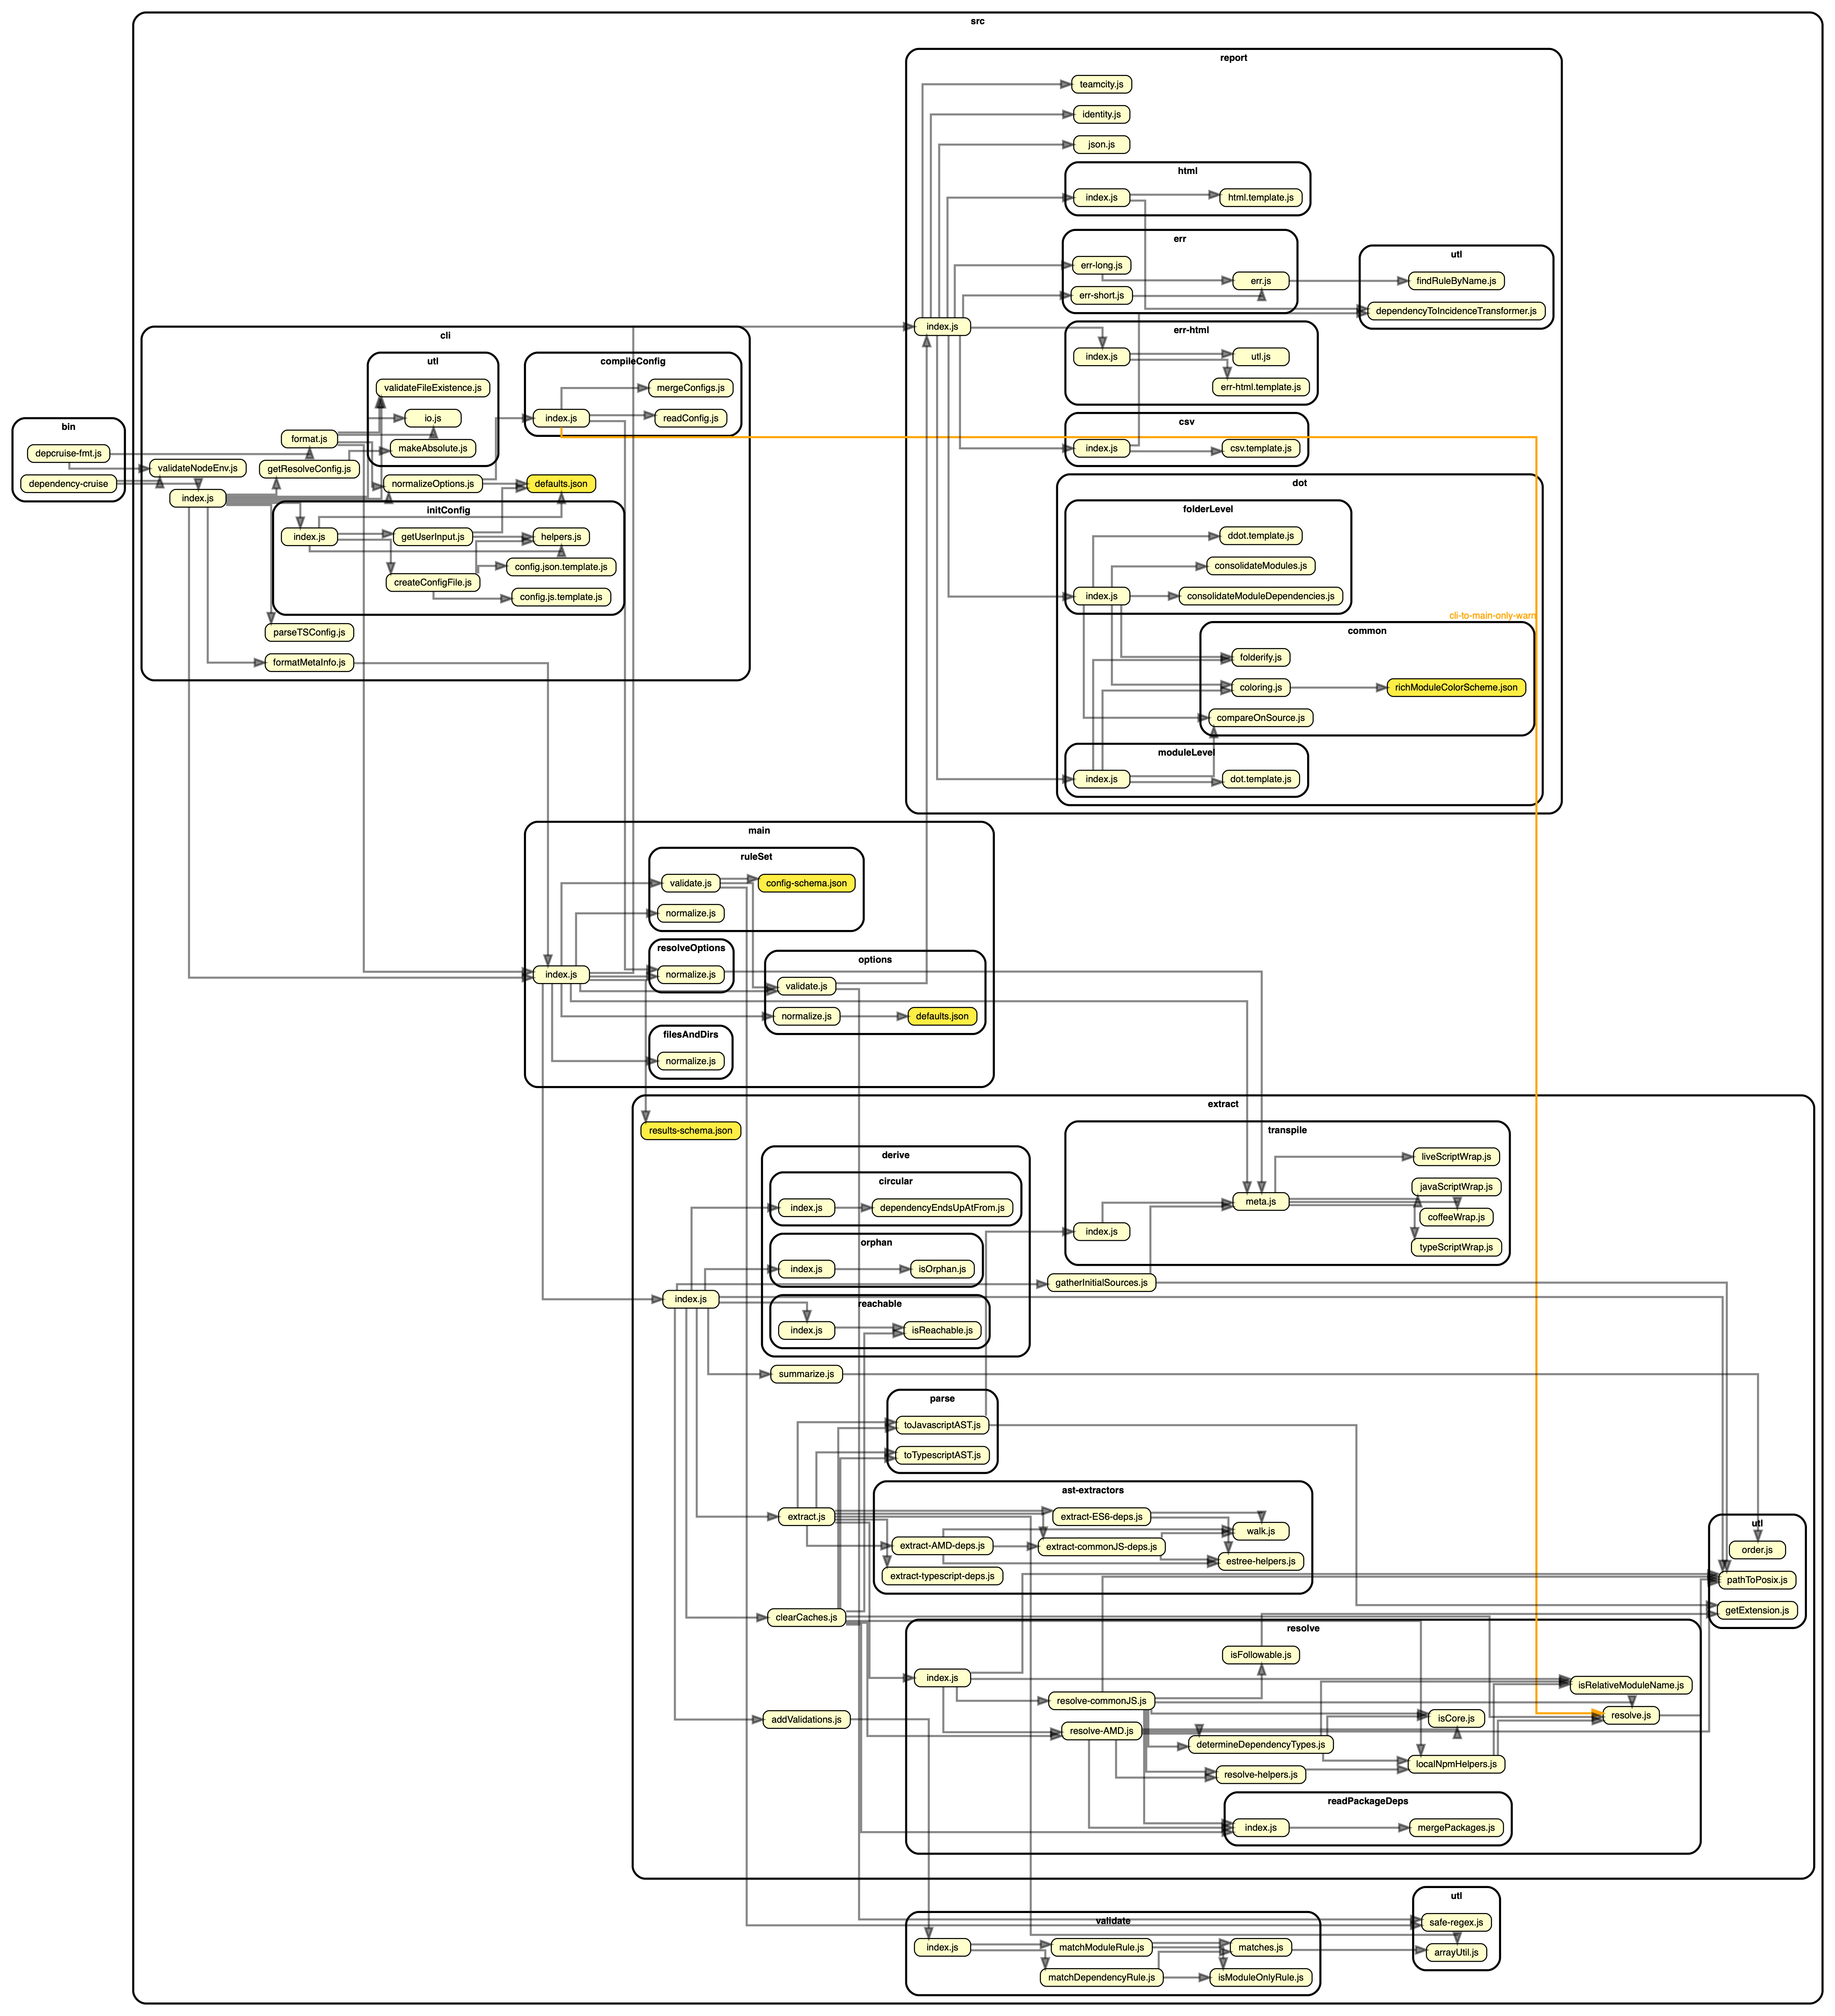 src
report
teamcity.js
identity.js
json.js
html
index.js
html.template.js
err
err-long.js
err.js
err-short.js
utl
findRuleByName.js
dependencyToIncidenceTransformer.js
index.js
err-html
index.js
utl.js
err-html.template.js
csv
index.js
csv.template.js
dot
folderLevel
ddot.template.js
consolidateModules.js
index.js
consolidateModuleDependencies.js
cli-to-main-only-warn
common
folderify.js
coloring.js
richModuleColorScheme.json
compareOnSource.js
moduleLevel
index.js
dot.template.js
cli
utl
validateFileExistence.js
io.js
makeAbsolute.js
compileConfig
mergeConfigs.js
index.js
readConfig.js
bin
depcruise-fmt.js
dependency-cruise
format.js
validateNodeEnv.js
getResolveConfig.js
index.js
normalizeOptions.js
defaults.json
initConfig
index.js
getUserInput.js
helpers.js
config.json.template.js
createConfigFile.js
config.js.template.js
parseTSConfig.js
formatMetaInfo.js
main
ruleSet
validate.js
config-schema.json
normalize.js
resolveOptions
index.js
normalize.js
options
validate.js
normalize.js
defaults.json
filesAndDirs
normalize.js
extract
results-schema.json
transpile
liveScriptWrap.js
javaScriptWrap.js
meta.js
coffeeWrap.js
index.js
typeScriptWrap.js
derive
circular
index.js
dependencyEndsUpAtFrom.js
orphan
index.js
isOrphan.js
gatherInitialSources.js
index.js
reachable
index.js
isReachable.js
summarize.js
parse
toJavascriptAST.js
toTypescriptAST.js
ast-extractors
extract.js
extract-ES6-deps.js
walk.js
extract-AMD-deps.js
extract-commonJS-deps.js
estree-helpers.js
extract-typescript-deps.js
utl
order.js
pathToPosix.js
getExtension.js
clearCaches.js
resolve
isFollowable.js
index.js
isRelativeModuleName.js
resolve-commonJS.js
resolve.js
addValidations.js
isCore.js
resolve-AMD.js
determineDependencyTypes.js
localNpmHelpers.js
resolve-helpers.js
readPackageDeps
index.js
mergePackages.js
utl
safe-regex.js
arrayUtil.js
validate
index.js
matchModuleRule.js
matches.js
matchDependencyRule.js
isModuleOnlyRule.js